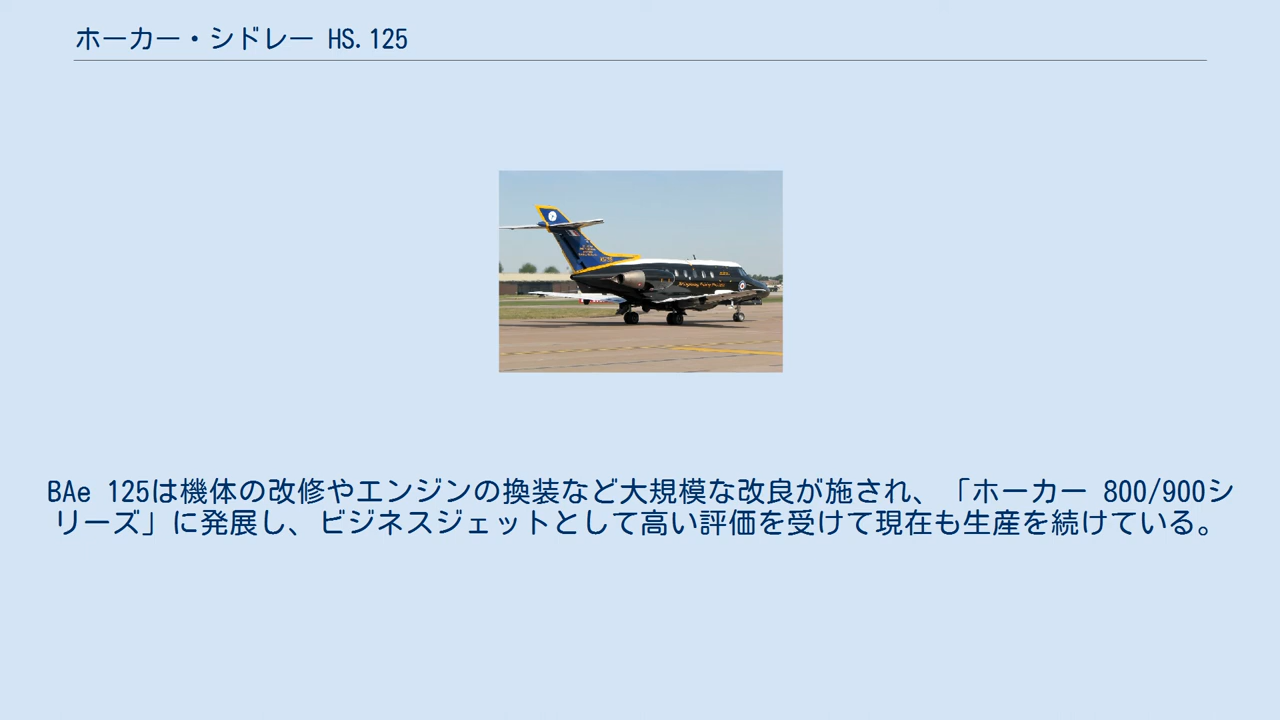 ホーカー・シドレー HS.125
BAe 125は機体の改修やエンジンの換装など大規模な改良が施され、「ホーカー 800/900シ
リーズ」に発展し、ビジネスジェットとして高い評価を受けて現在も生産を続けている。